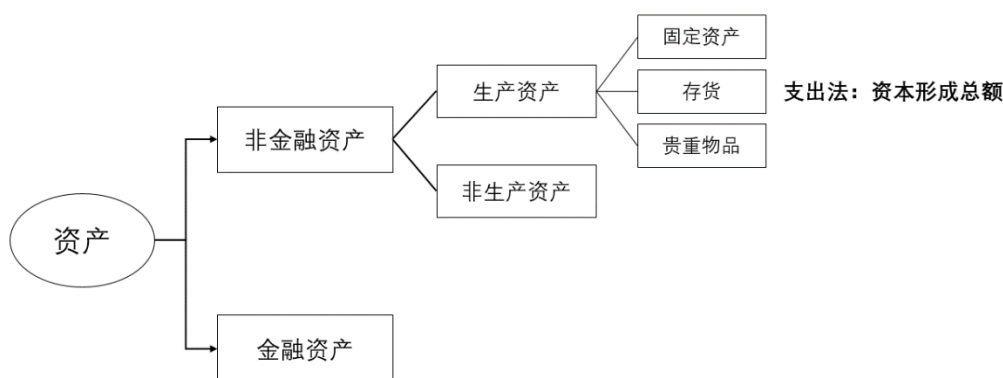 资产
非金融资产
金融资产
生产资产
非生产资产
固定资产
存货
贵重物品
支出法：资本形成总额